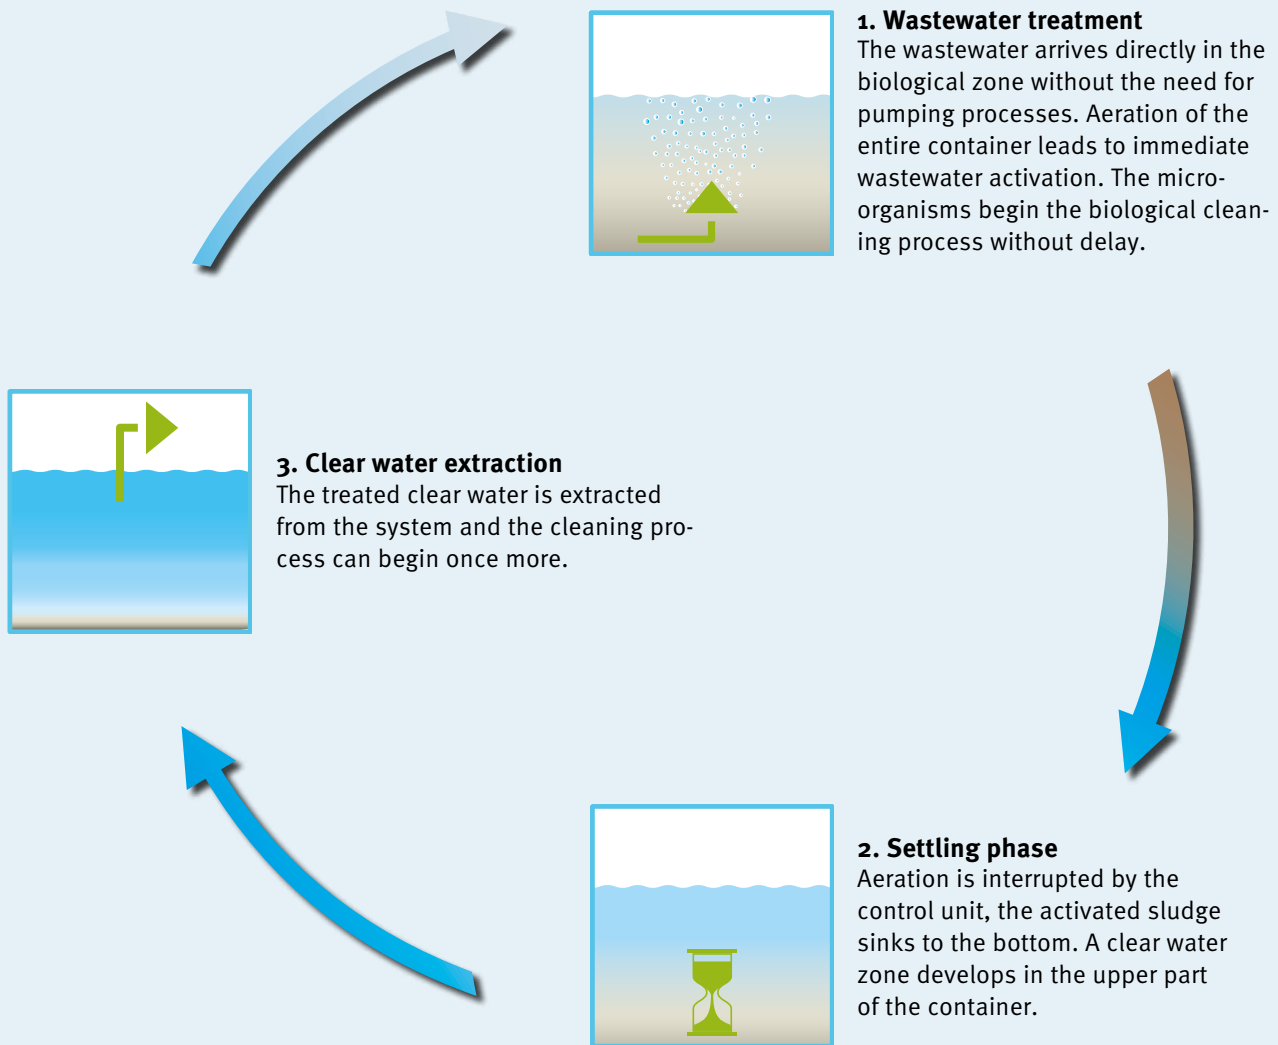 1. Wastewater treatment
The wastewater arrives directly in the
biological zone without the need for
pumping processes. Aeration of the
entire container leads to immediate
wastewater activation. The micro-
organisms begin the biological clean-
ing process without delay.
2. Settling phase
Aeration is interrupted by the
control unit, the activated sludge
sinks to the bottom. A clear water
zone develops in the upper part
of the container.
3. Clear water extraction
The treated clear water is extracted
from the system and the cleaning pro-
cess can begin once more.